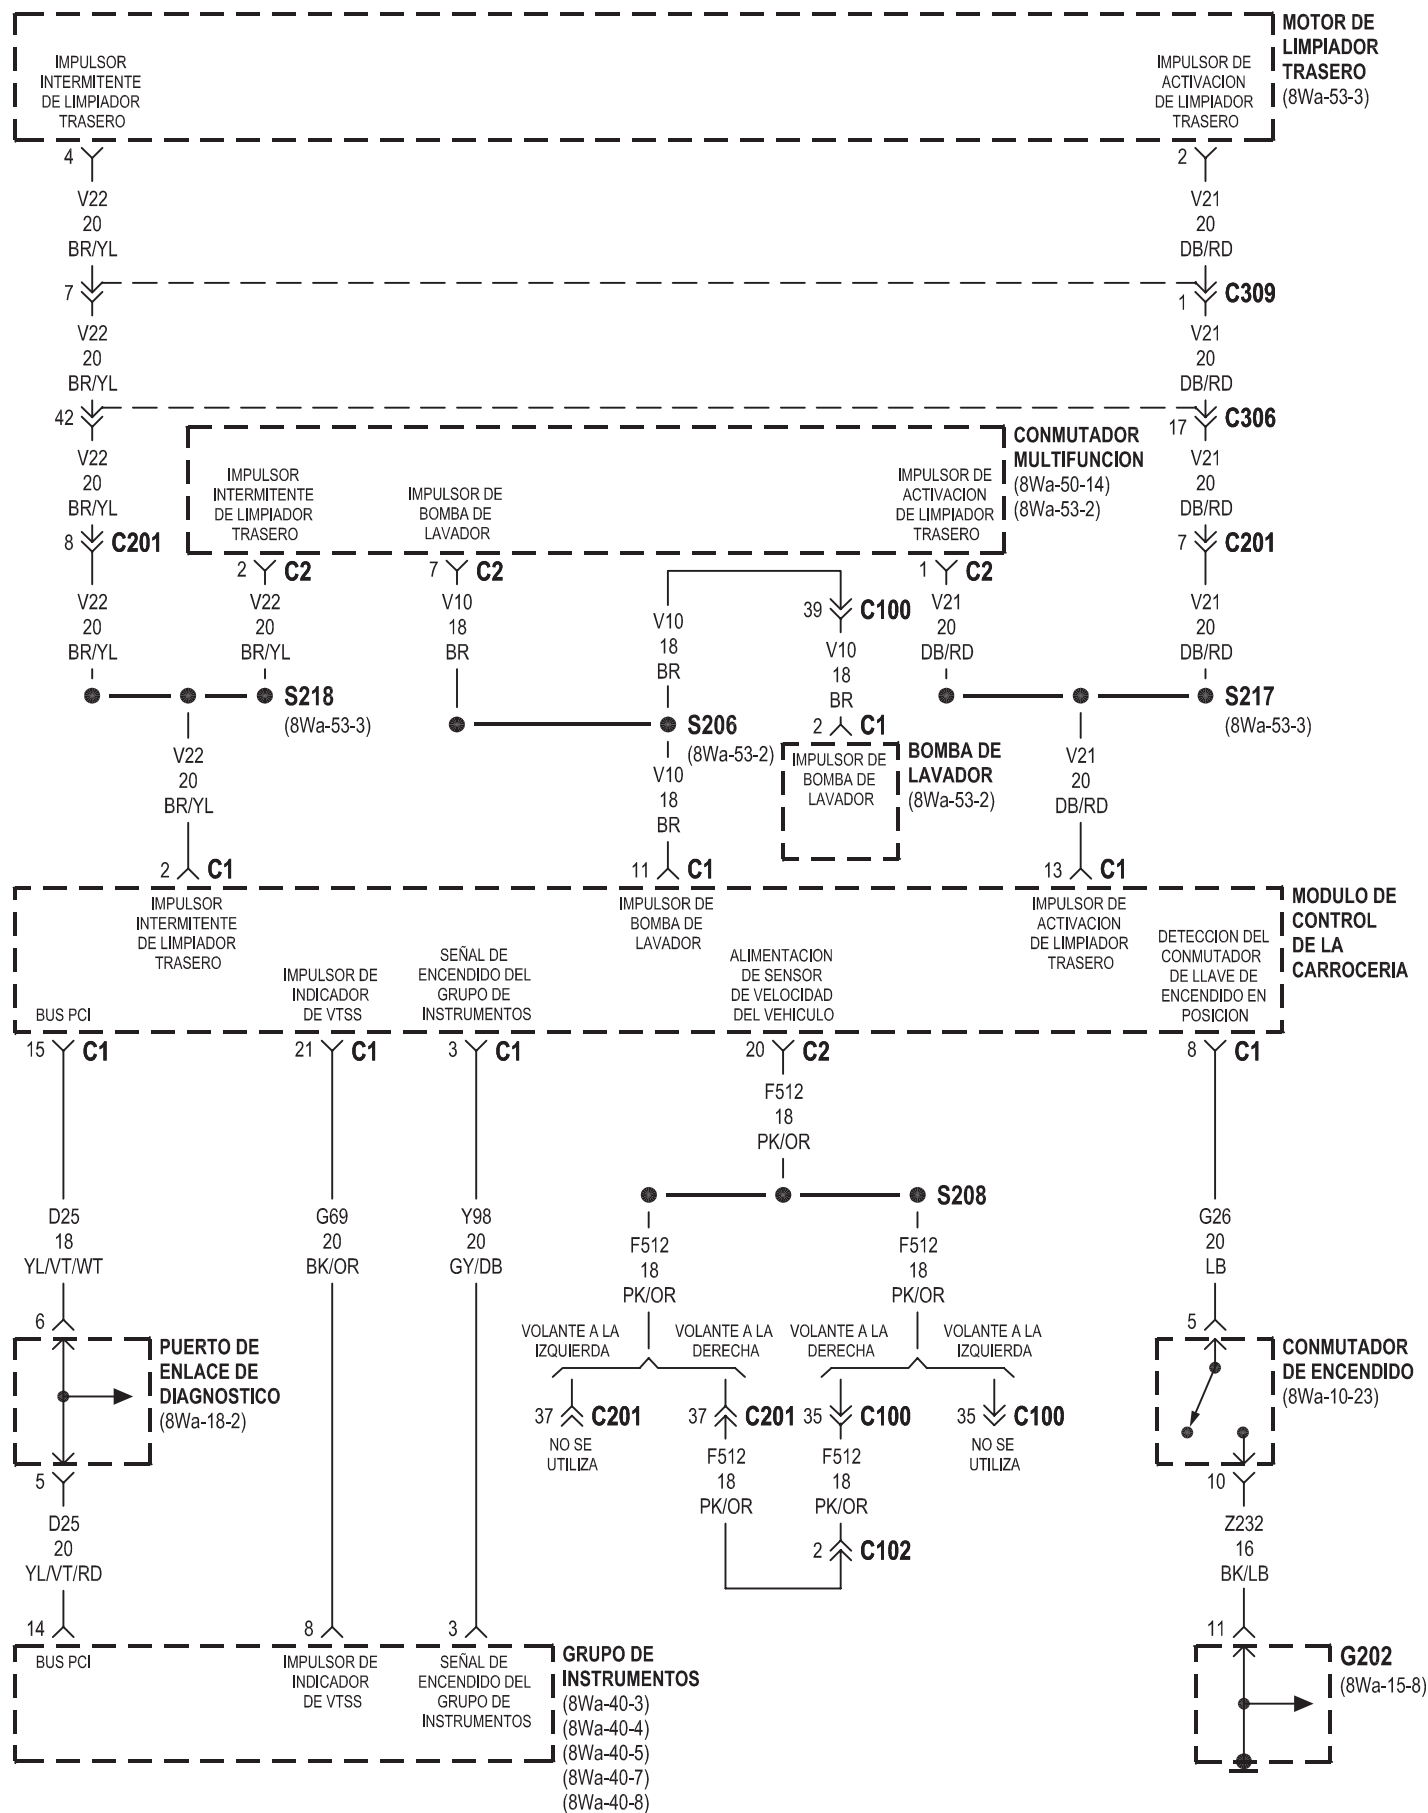 MOTOR DE
LIMPIADOR
TRASERO
(8Wa-53-3)
IMPULSOR
INTERMITENTE
DE LIMPIADOR
TRASERO
IMPULSOR DE
ACTIVACION
DE LIMPIADOR
TRASERO
4
2
V22
20
BR/YL
V21
20
DB/RD
7
1
C309
V22
20
BR/YL
V21
20
DB/RD
42
17
C306
V22
20
BR/YL
8
C201
V21
20
DB/RD
7
C201
CONMUTADOR
MULTIFUNCION
(8Wa-50-14)
(8Wa-53-2)
IMPULSOR
INTERMITENTE
DE LIMPIADOR
TRASERO
IMPULSOR DE
BOMBA DE
LAVADOR
IMPULSOR DE
ACTIVACION
DE LIMPIADOR
TRASERO
2
C2
7
C2
1
C2
V22
20
BR/YL
V22
20
BR/YL
V10
18
BR
V10
18
BR
39
C100
V10
18
BR
V21
20
DB/RD
V21
20
DB/RD
S218
(8Wa-53-3)
S206
(8Wa-53-2)
S217
(8Wa-53-3)
2
C1
BOMBA DE
LAVADOR
(8Wa-53-2)
IMPULSOR DE
BOMBA DE
LAVADOR
V22
20
BR/YL
V10
18
BR
V21
20
DB/RD
2
C1
11
C1
13
C1
MODULO DE
CONTROL
DE LA
CARROCERIA
IMPULSOR
INTERMITENTE
DE LIMPIADOR
TRASERO
IMPULSOR DE
BOMBA DE
LAVADOR
IMPULSOR DE
ACTIVACION
DE LIMPIADOR
TRASERO
BUS PCI
IMPULSOR DE
INDICADOR
DE VTSS
SEÑAL DE
ENCENDIDO DEL
GRUPO DE
INSTRUMENTOS
ALIMENTACION
DE SENSOR
DE VELOCIDAD
DEL VEHICULO
DETECCION DEL
CONMUTADOR
DE LLAVE DE
ENCENDIDO EN
POSICION
15
C1
21
C1
3
C1
20
C2
8
C1
F512
18
PK/OR
S208
D25
18
YL/VT/WT
G69
20
BK/OR
Y98
20
GY/DB
F512
18
PK/OR
F512
18
PK/OR
G26
20
LB
VOLANTE A LA
IZQUIERDA
VOLANTE A LA
DERECHA
VOLANTE A LA
DERECHA
VOLANTE A LA
IZQUIERDA
37
C201
NO SE
UTILIZA
37
C201
35
C100
35
C100
NO SE
UTILIZA
F512
18
PK/OR
F512
18
PK/OR
2
C102
6
PUERTO DE
ENLACE DE
DIAGNOSTICO
(8Wa-18-2)
5
D25
20
YL/VT/RD
5
CONMUTADOR
DE ENCENDIDO
(8Wa-10-23)
10
Z232
16
BK/LB
14
8
3
11
BUS PCI
IMPULSOR DE
INDICADOR
DE VTSS
SEÑAL DE
ENCENDIDO DEL
GRUPO DE
INSTRUMENTOS
GRUPO DE
INSTRUMENTOS
(8Wa-40-3)
(8Wa-40-4)
(8Wa-40-5)
(8Wa-40-7)
(8Wa-40-8)
G202
(8Wa-15-8)